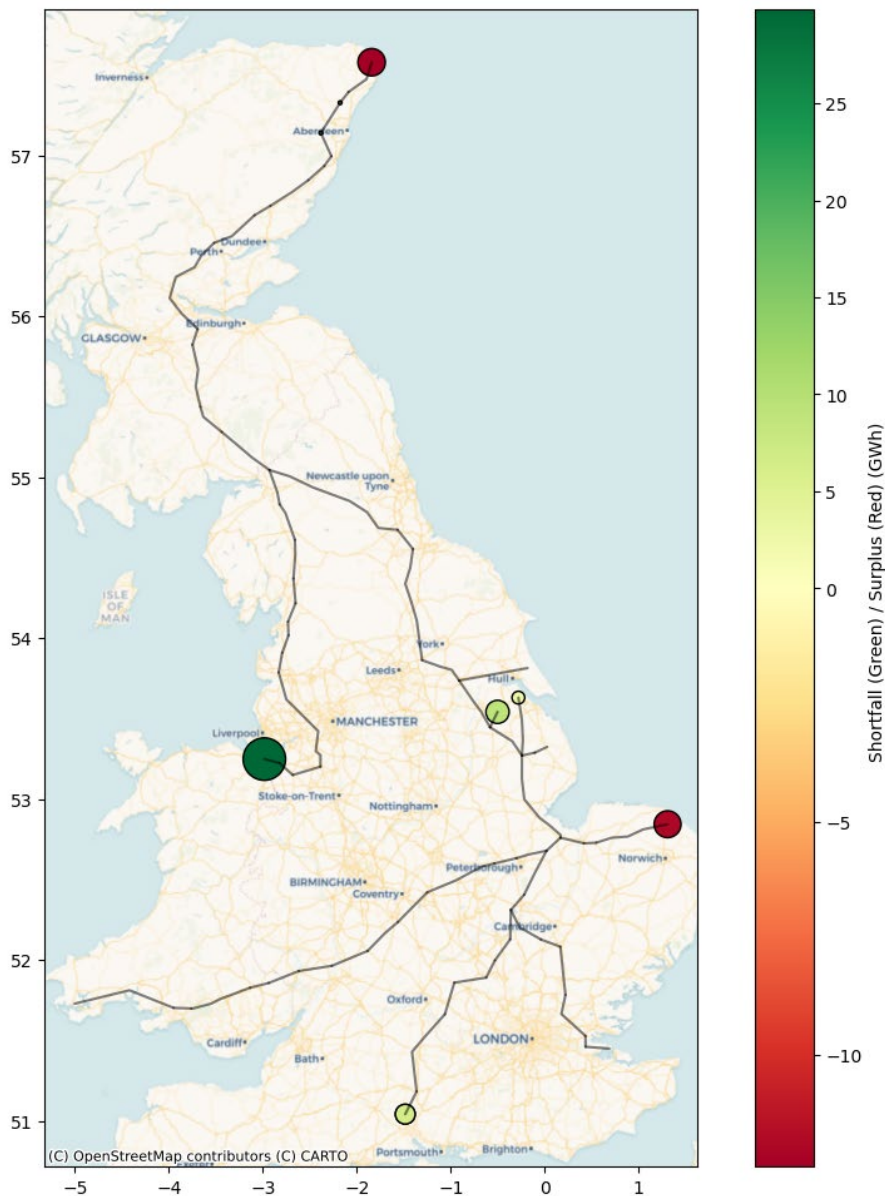 Inverness
Aberdeen
Dundee
Perth
Edinburgh
GLASGOW
Newcastle upon
Tyne
ISLE
OF
MAN
York
Leeds
Hull
MANCHESTER
Liverpool
Stoke-on-Trent
Nottingham
Norwich
Peterborough
BIRMINGHAM
Coventry
Cambridge
Oxford
LONDON
Cardiff
Bath
Portsmouth
Brighton
Exeter
(C) OpenStreetMap contributors (C) CARTO
57
56
55
54
53
52
51
−5
−4
−3
−2
−1
0
1
25
20
15
10
5
0
−5
−10
Shortfall (Green) / Surplus (Red) (GWh)